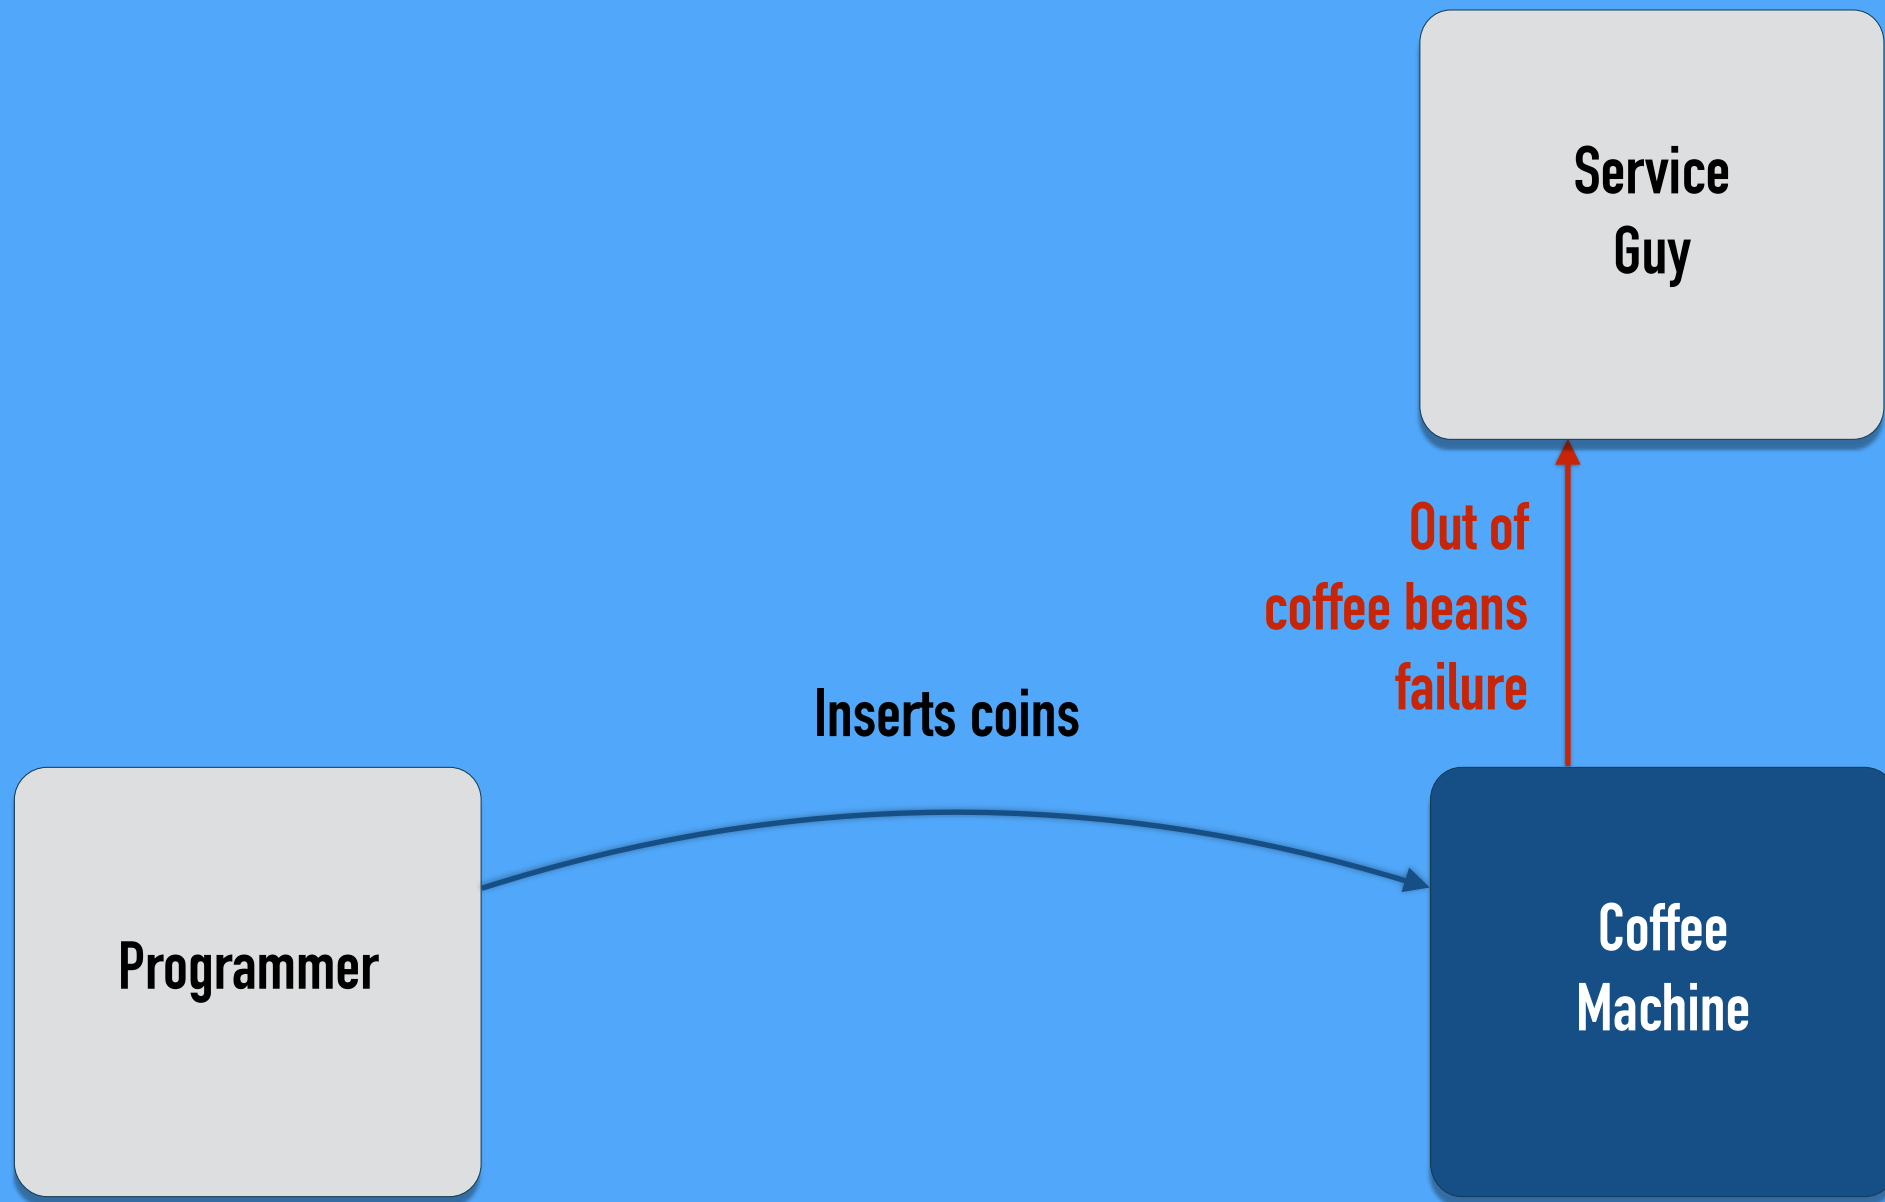 Service
Guy
Out of
coffee beans
failure
Inserts coins
Programmer
Coffee
Machine